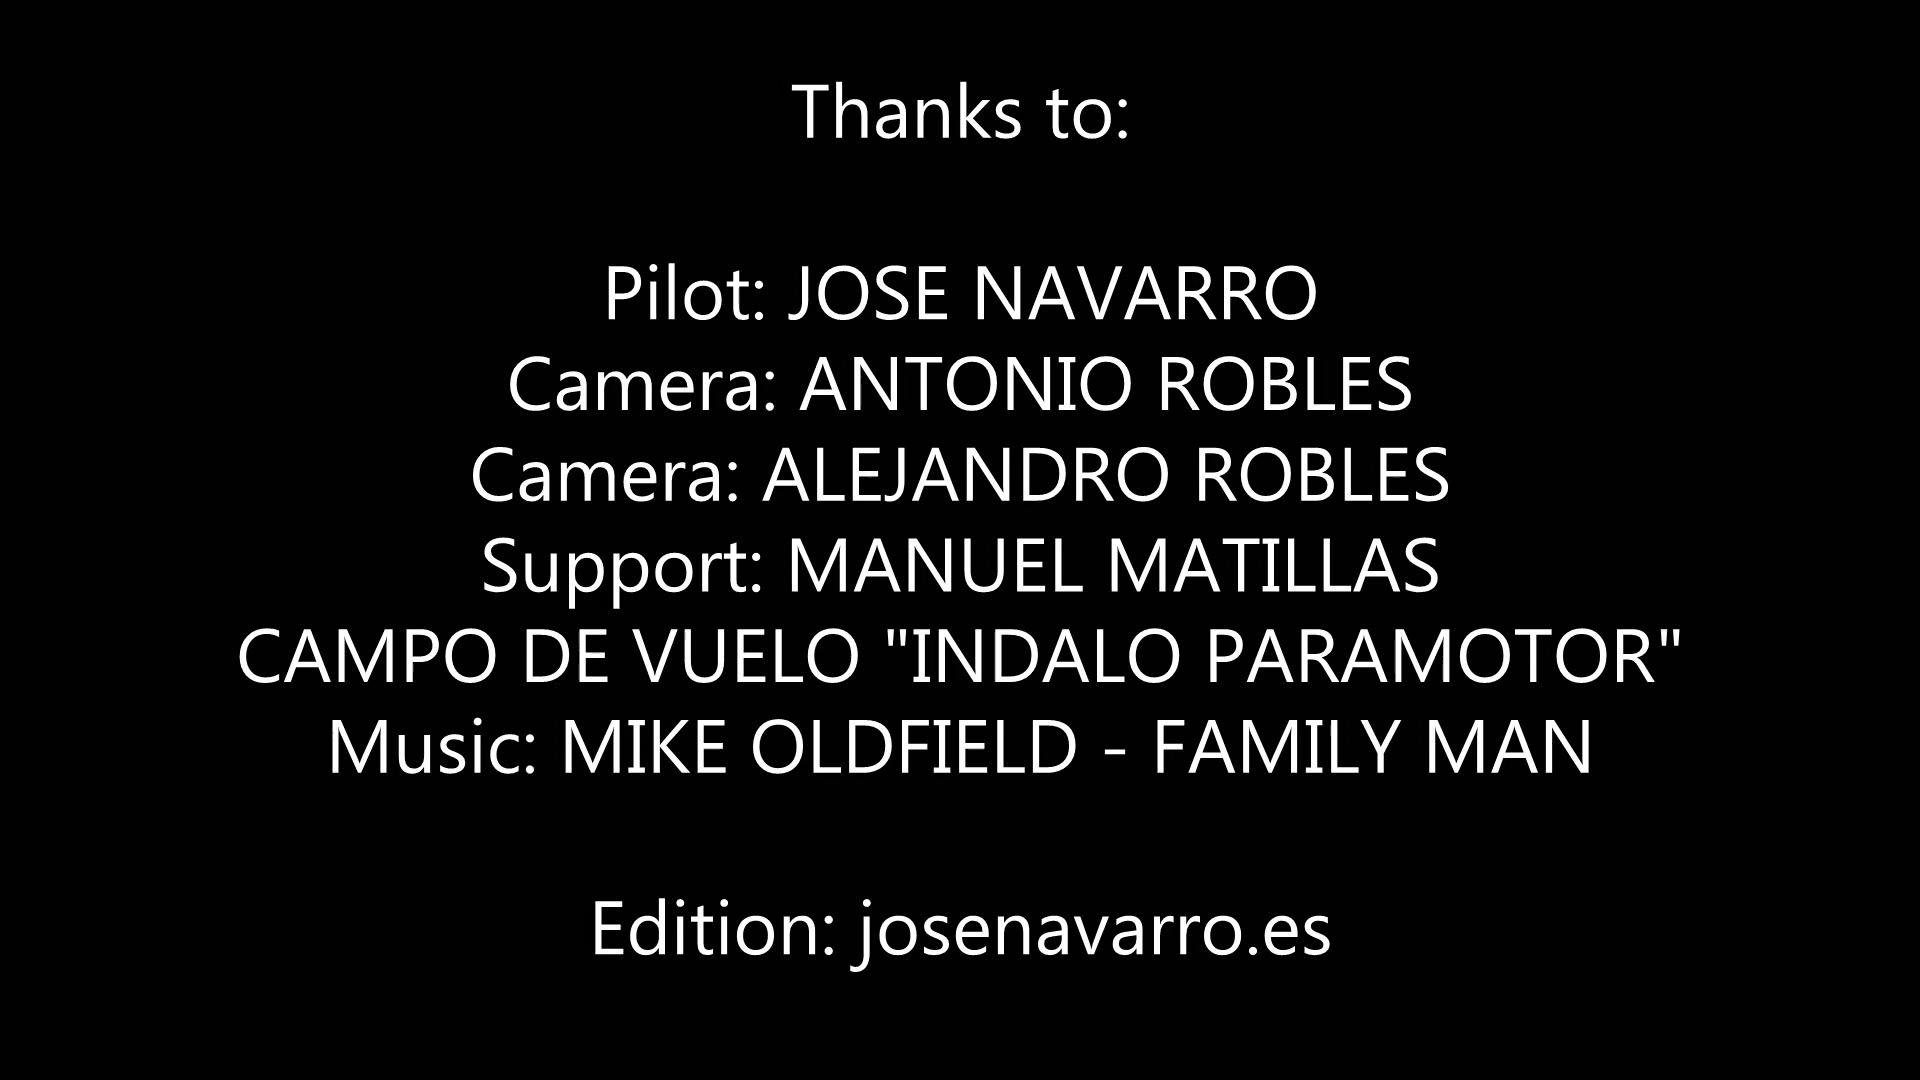 Thanks to:
Pilot: JOSE NAVARRO
Camera: ANTONIO ROBLES
Camera: ALEJANDRO ROBLES
Support: MANUEL MATILLAS
CAMPO DE VUELO "INDALO PARAMOTOR"
Music: MIKE OLDFIELD - FAMILY MAN
Edition: josenavarro.es